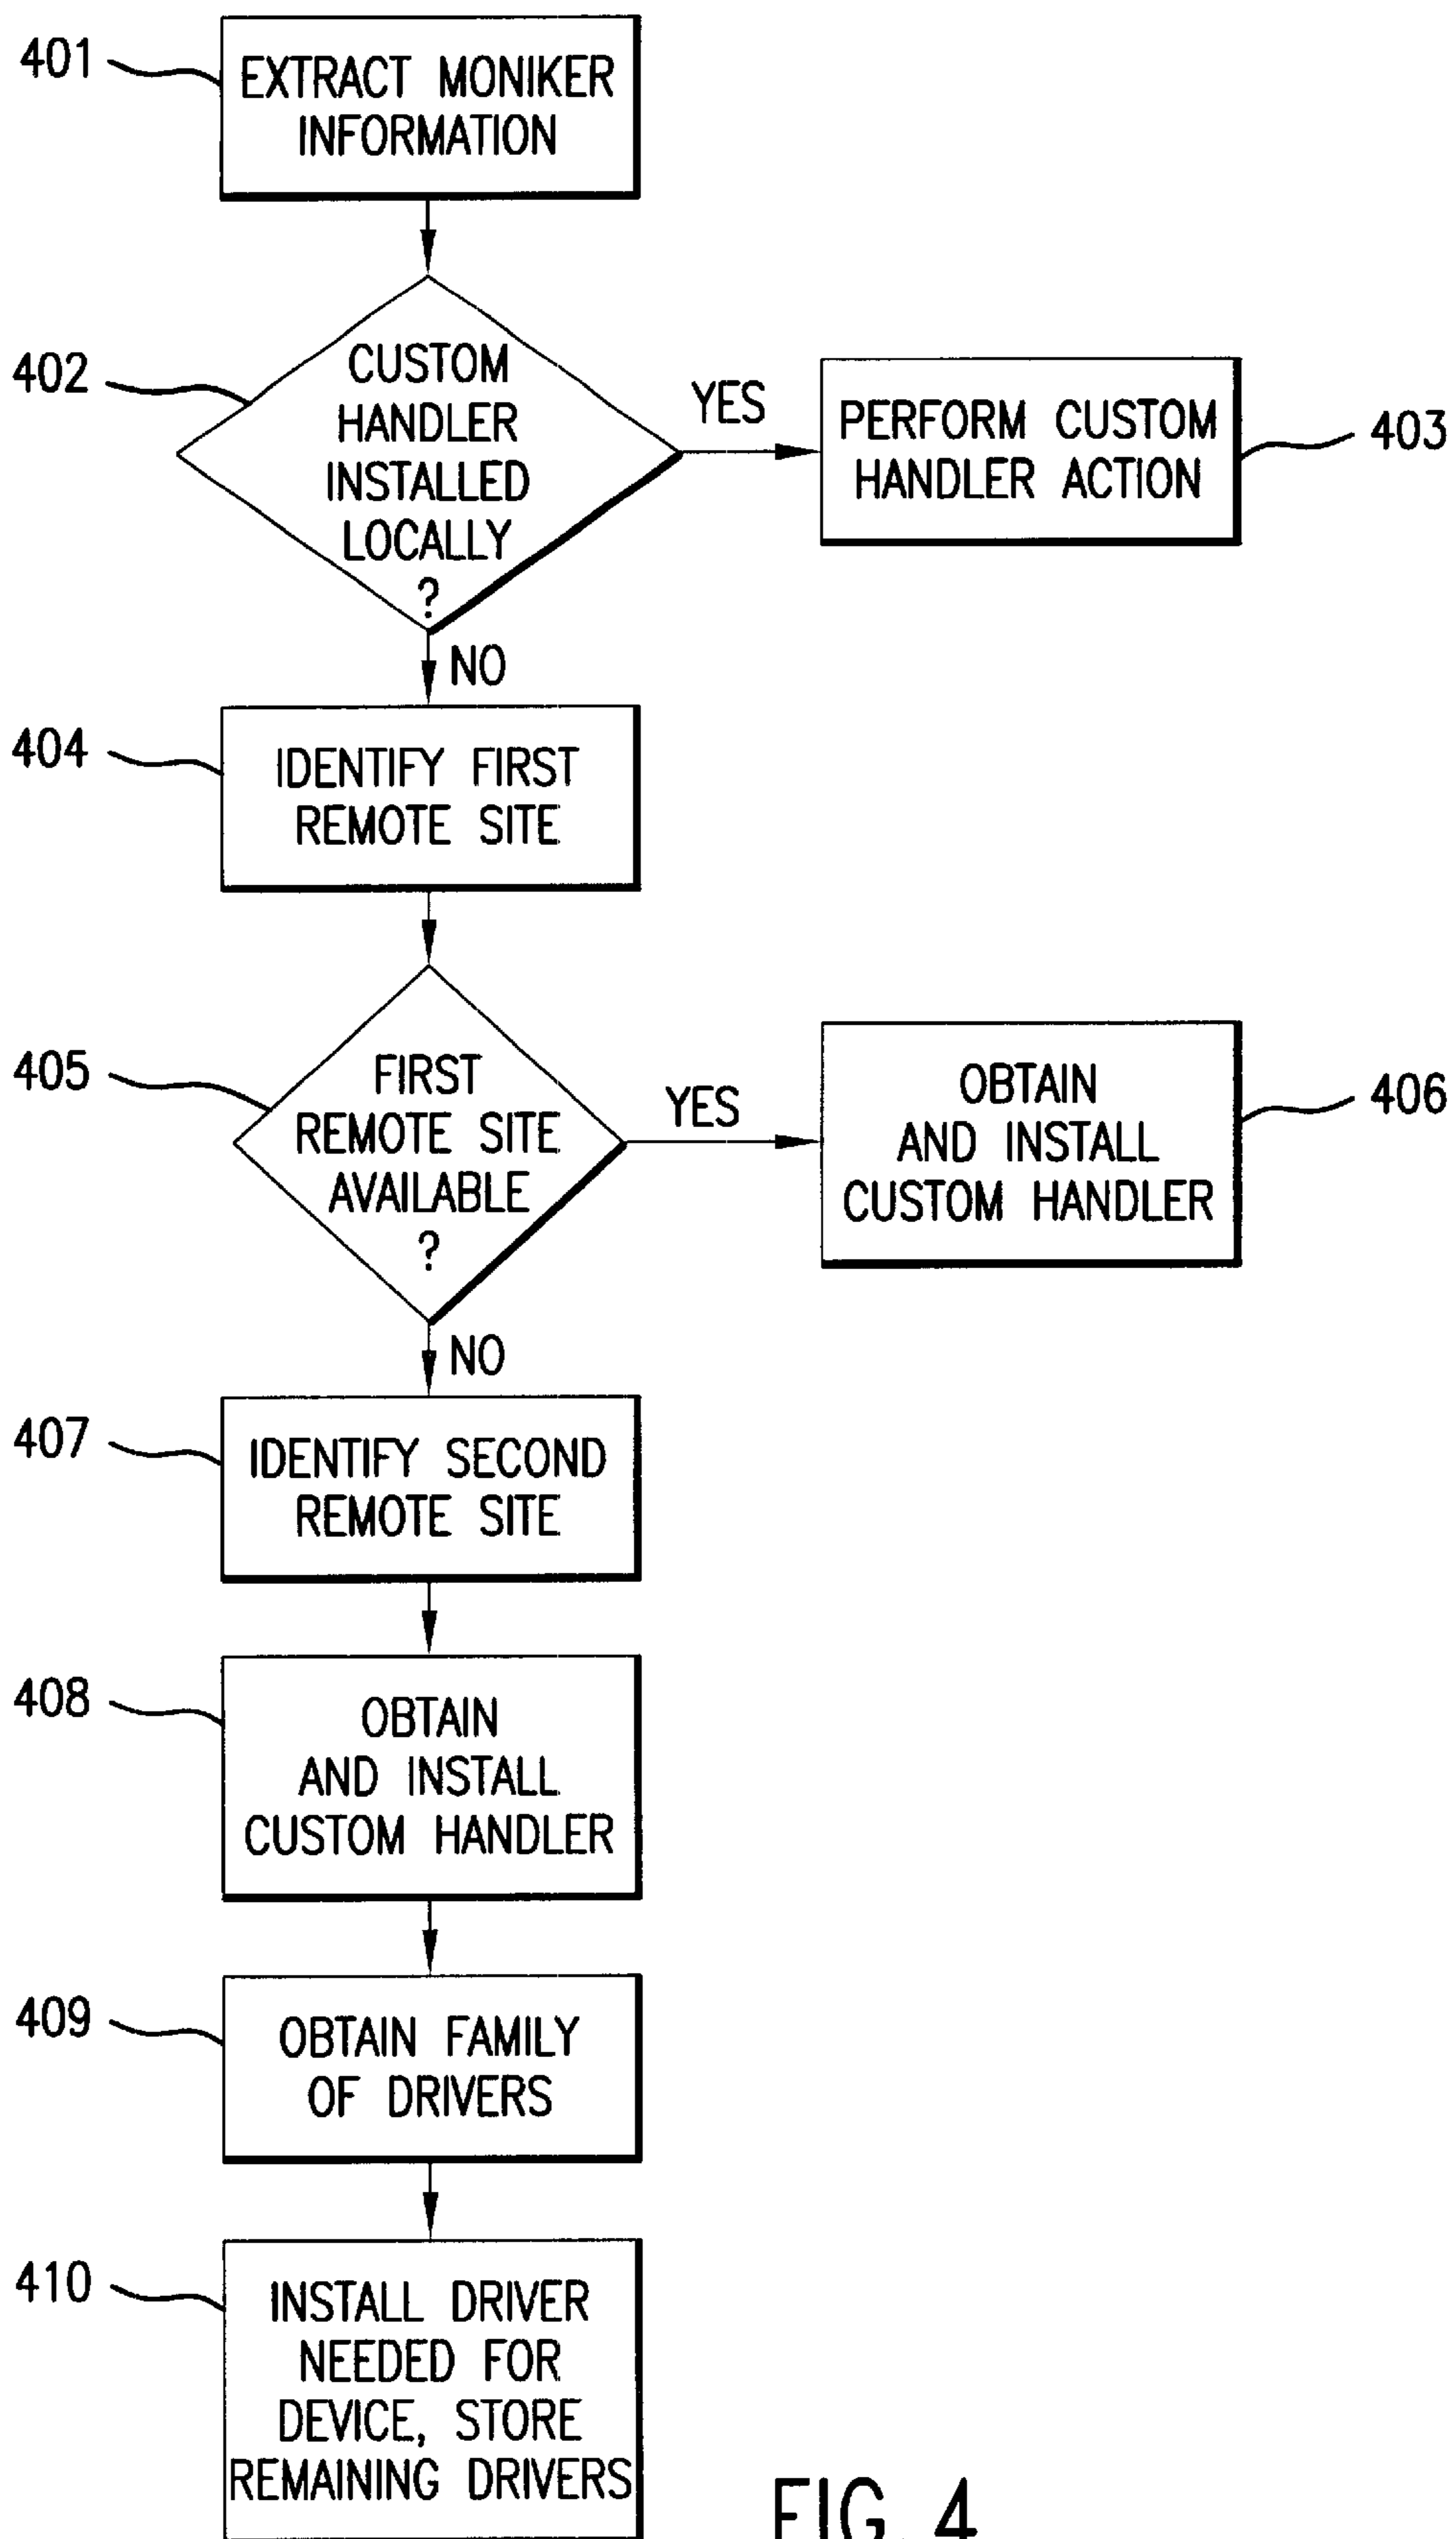 401
EXTRACT MONIKER
INFORMATION
402
CUSTOM
HANDLER
INSTALLED
LOCALLY
?
YES
PERFORM CUSTOM
HANDLER ACTION
403
NO
404
IDENTIFY FIRST
REMOTE SITE
405
FIRST
REMOTE SITE
AVAILABLE
?
YES
OBTAIN
AND INSTALL
CUSTOM HANDLER
406
NO
407
IDENTIFY SECOND
REMOTE SITE
408
OBTAIN
AND INSTALL
CUSTOM HANDLER
409
OBTAIN FAMILY
OF DRIVERS
410
INSTALL DRIVER
NEEDED FOR
DEVICE, STORE
REMAINING DRIVERS
FIG. 4